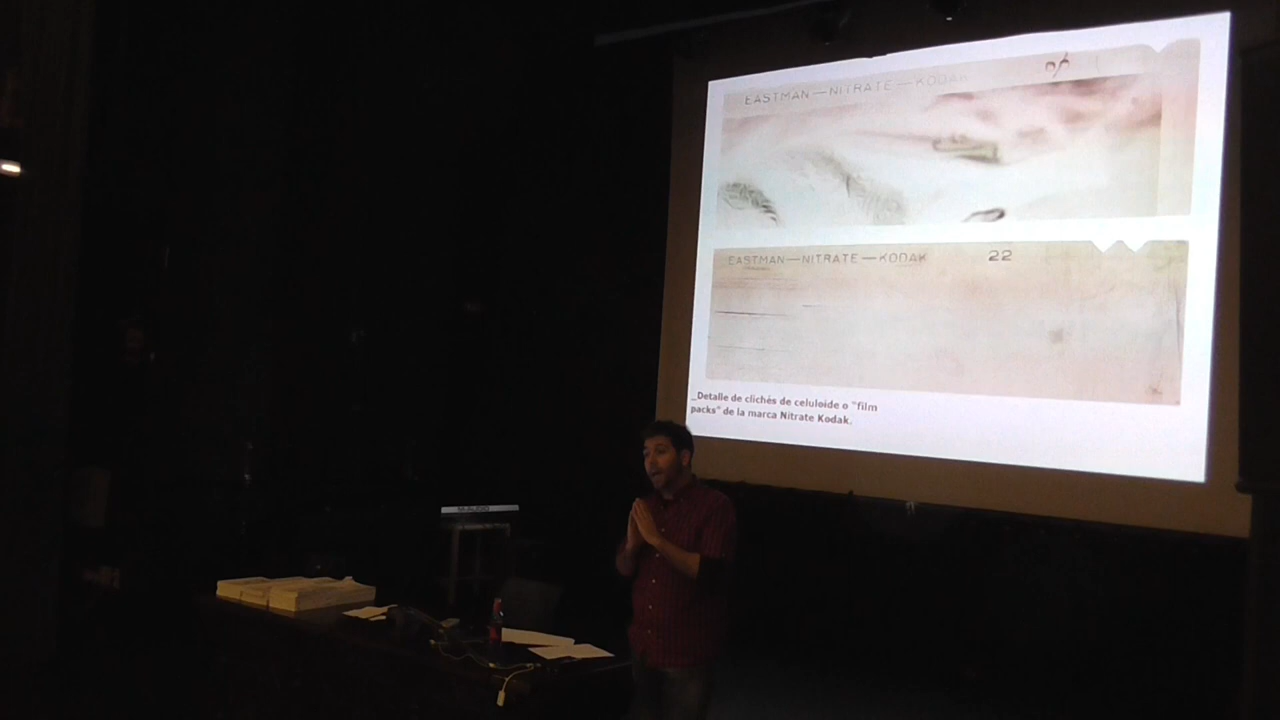 EASTMAN—NITRATE—KODAK
EASTMAN—NITRATE—KODAK 22
_Detalle de clichés de celuloide o "film
packs" de la marca Nitrate Kodak.